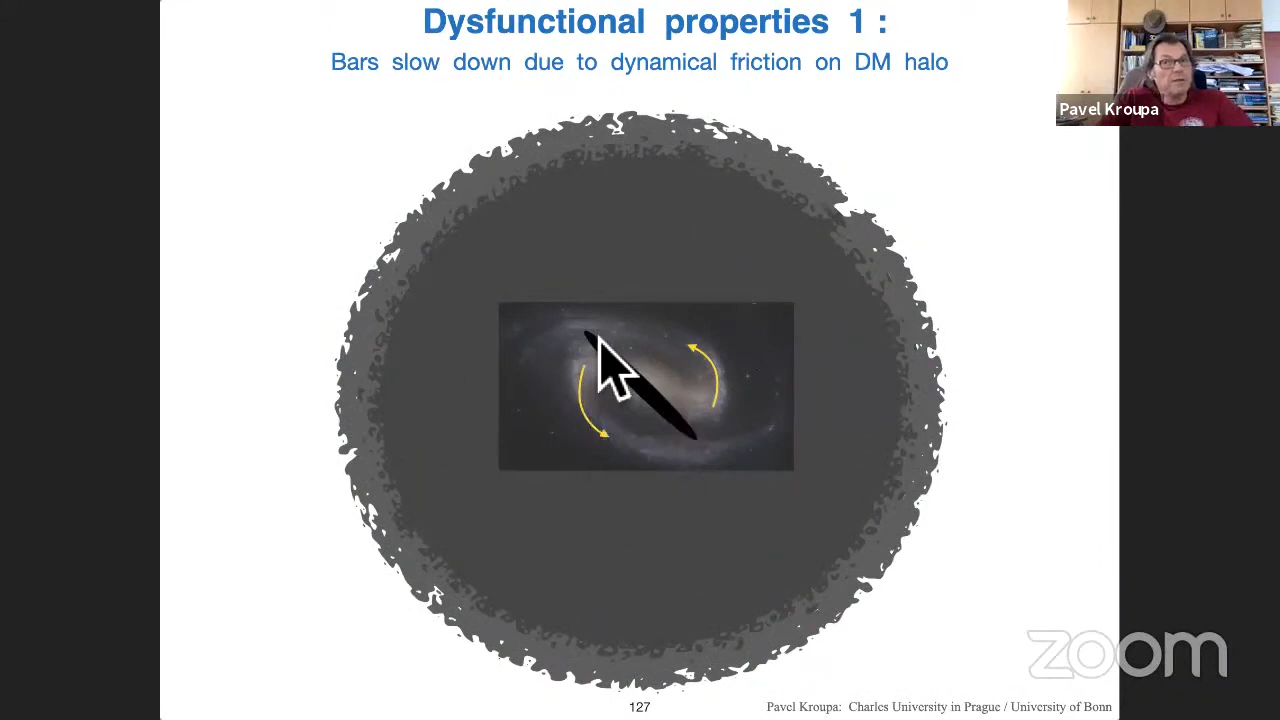 Dysfunctional properties 1 :
Bars slow down due to dynamical friction on DM halo
Pavel Kroupa
zoom
127
Pavel Kroupa: Charles University in Prague / University of Bonn